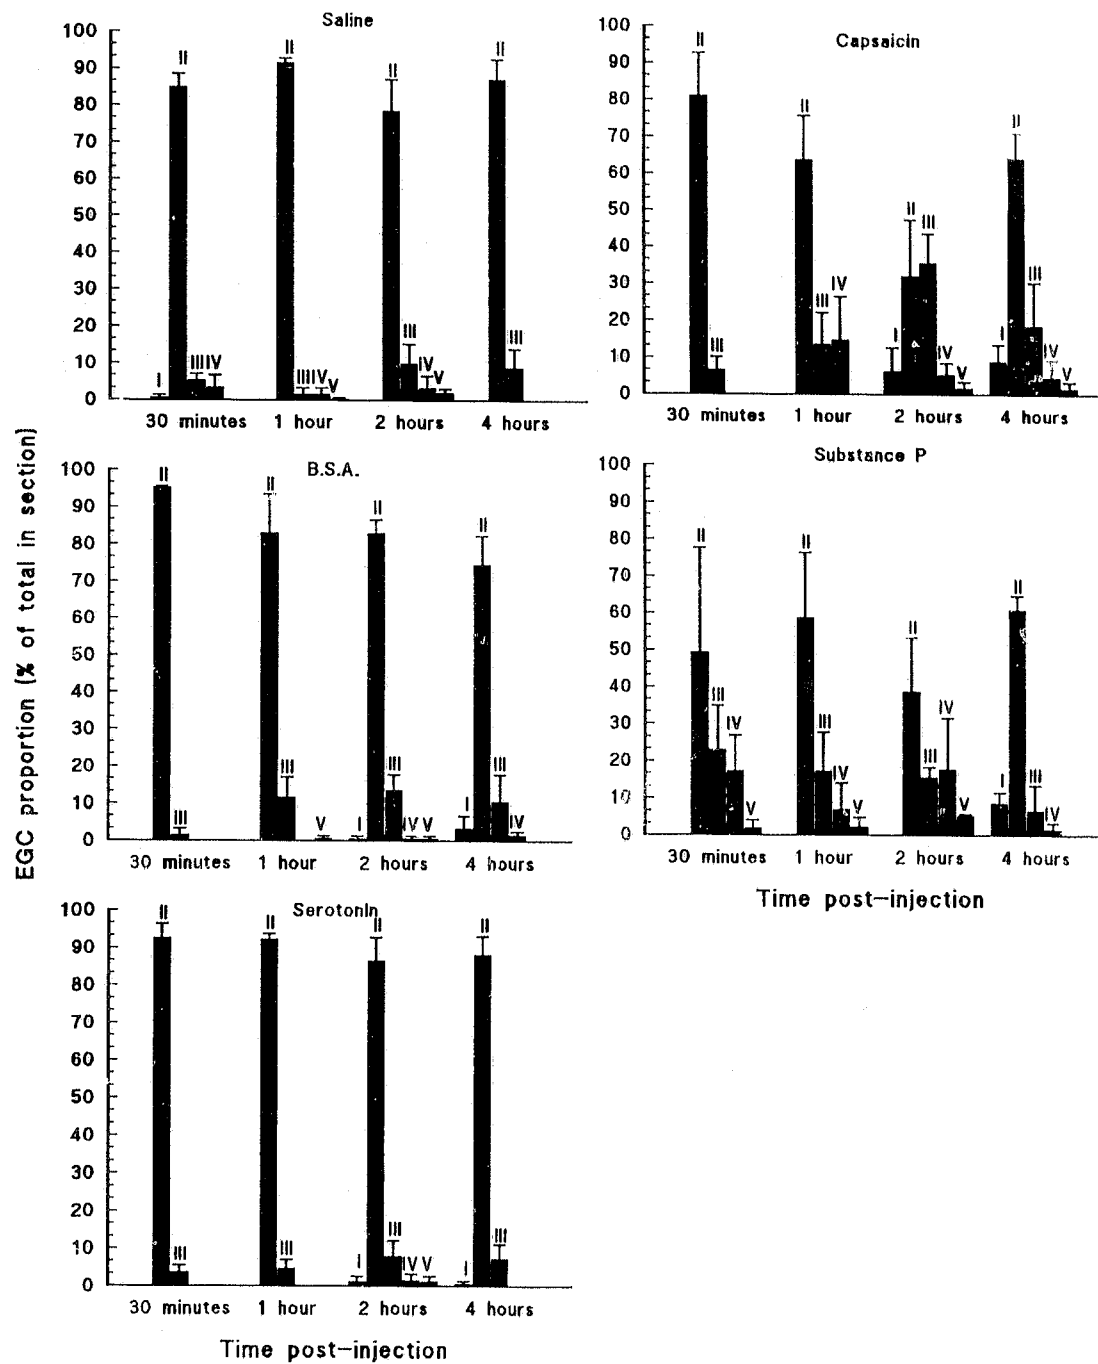 Saline
100
90
80
70
60
50
40
30
20
10
0
II
I
III
IV
II
III
IV
V
II
III
IV
V
II
III
30 minutes 1 hour 2 hours 4 hours
Capsaicin
100
90
80
70
60
50
40
30
20
10
0
II
III
II
III
IV
I
II
III
IV
V
I
II
III
IV
V
30 minutes 1 hour 2 hours 4 hours
EGC proportion (% of total in section)
B.S.A.
100
90
80
70
60
50
40
30
20
10
0
II
III
II
III
V
I
II
III
IV
V
I
II
III
IV
30 minutes 1 hour 2 hours 4 hours
Substance P
100
90
80
70
60
50
40
30
20
10
0
II
III
IV
V
II
III
IV
V
II
III
IV
V
I
II
III
IV
30 minutes 1 hour 2 hours 4 hours
Time post-injection
Serotonin
100
90
80
70
60
50
40
30
20
10
0
II
III
II
III
I
II
III
IV
V
I
II
III
30 minutes 1 hour 2 hours 4 hours
Time post-injection